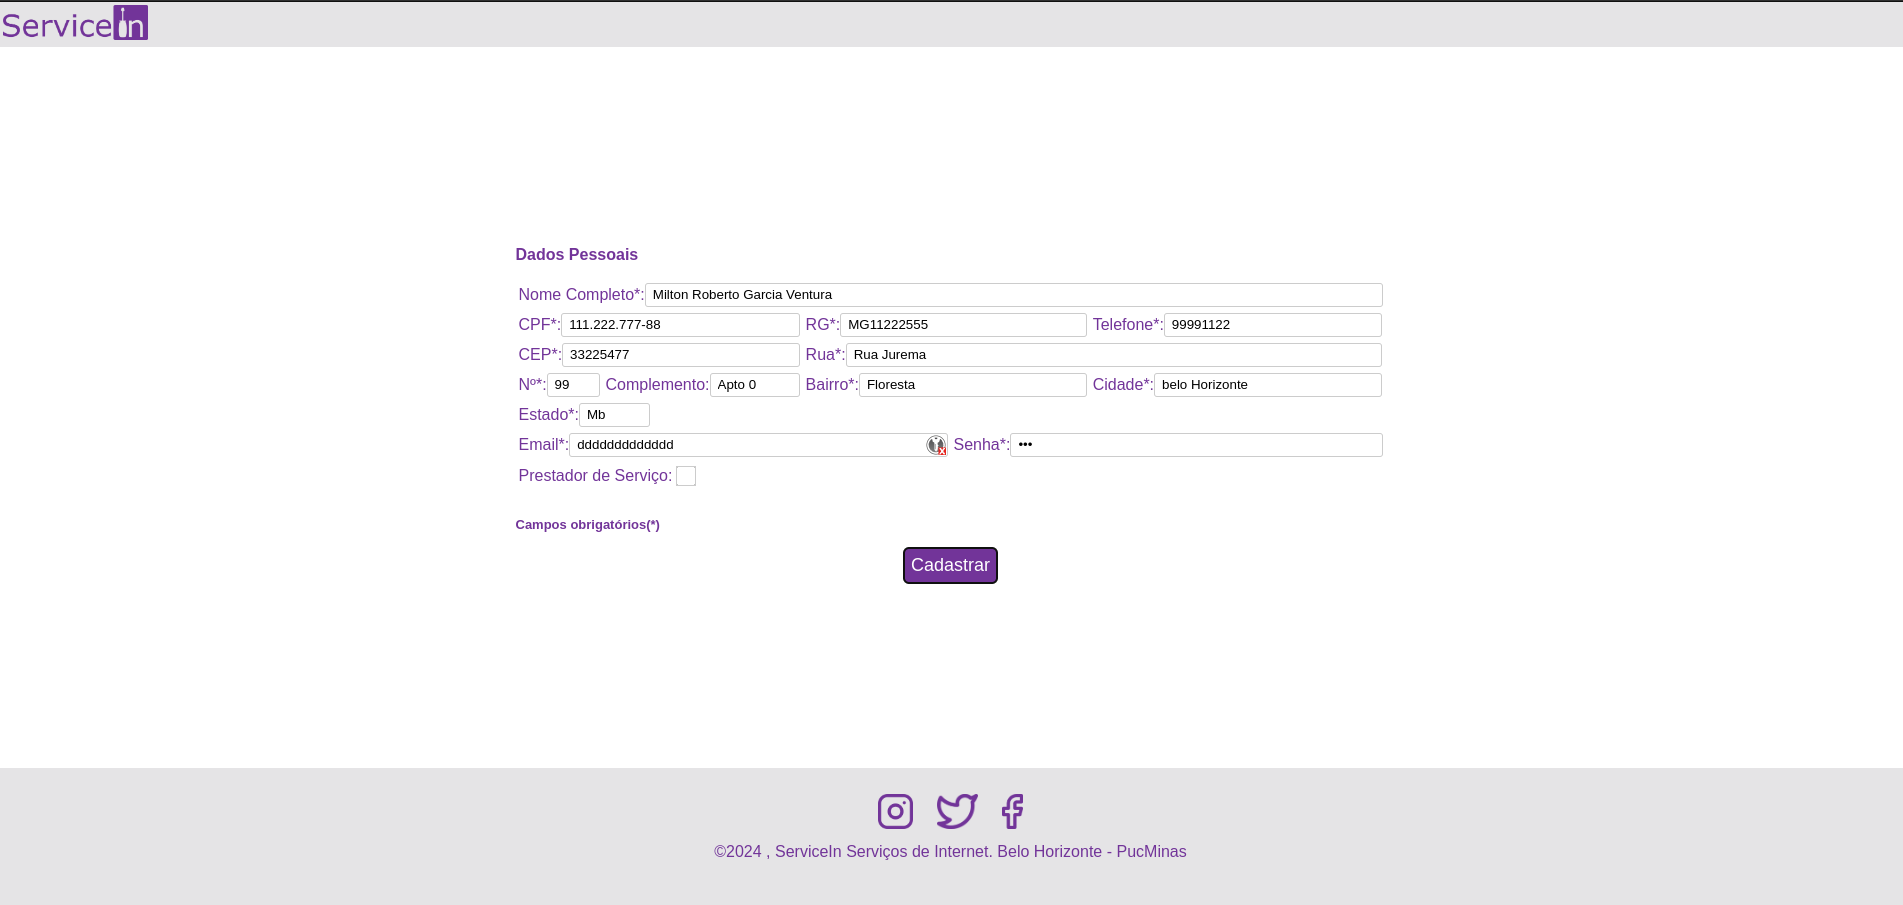 ServiceIn
Dados Pessoais
Nome Completo*: Milton Roberto Garcia Ventura
CPF*: 111.222.777-88 RG*: MG11222555 Telefone*: 99991122
CEP*: 33225477 Rua*: Rua Jurema
Nº*: 99 Complemento: Apto 0 Bairro*: Floresta Cidade*: belo Horizonte
Estado*: Mb
Email*: ddddddddddddd Senha*: •••
Prestador de Serviço:
Campos obrigatórios(*)
Cadastrar
©2024 , ServiceIn Serviços de Internet. Belo Horizonte - PucMinas